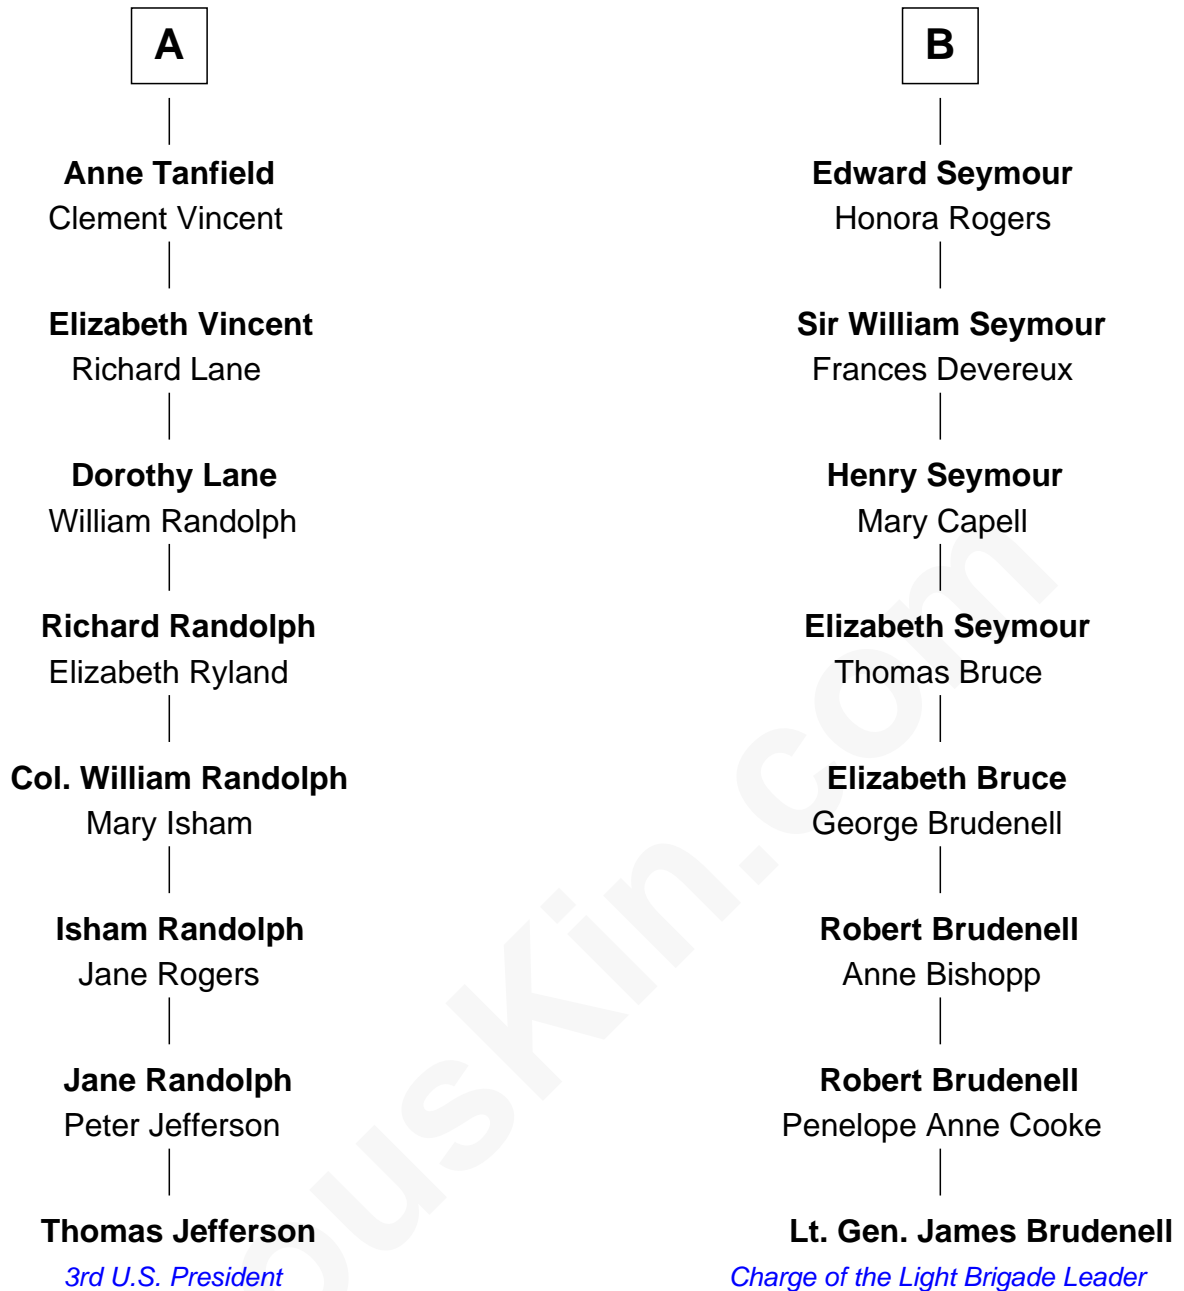 A
Anne Tanfield
Clement Vincent
Elizabeth Vincent
Richard Lane
Dorothy Lane
William Randolph
Richard Randolph
Elizabeth Ryland
Col. William Randolph
Mary Isham
Isham Randolph
Jane Rogers
Jane Randolph
Peter Jefferson
Thomas Jefferson
3rd U.S. President
B
Edward Seymour
Honora Rogers
Sir William Seymour
Frances Devereux
Henry Seymour
Mary Capell
Elizabeth Seymour
Thomas Bruce
Elizabeth Bruce
George Brudenell
Robert Brudenell
Anne Bishopp
Robert Brudenell
Penelope Anne Cooke
Lt. Gen. James Brudenell
Charge of the Light Brigade Leader
ousKin.com